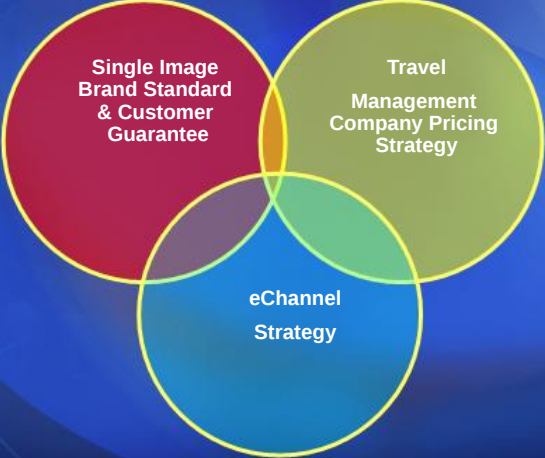 Single Image
Brand Standard
& Customer
Guarantee
Travel
Management
Company Pricing
Strategy
eChannel
Strategy